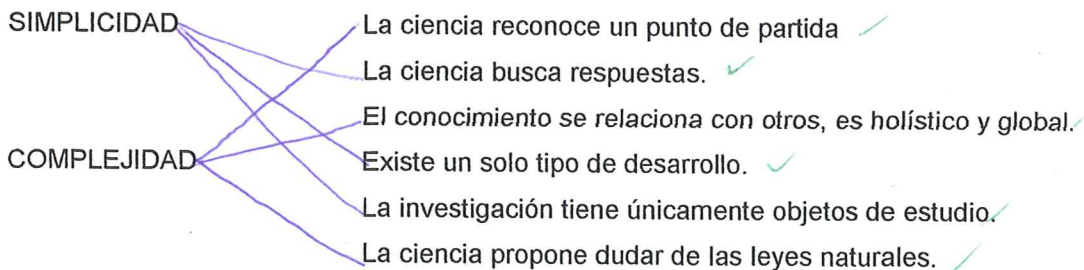 SIMPLICIDAD La ciencia reconoce un punto de partida
La ciencia busca respuestas.
El conocimiento se relaciona con otros, es holístico y global.
COMPLEJIDAD Existe un solo tipo de desarrollo.
La investigación tiene únicamente objetos de estudio.
La ciencia propone dudar de las leyes naturales.